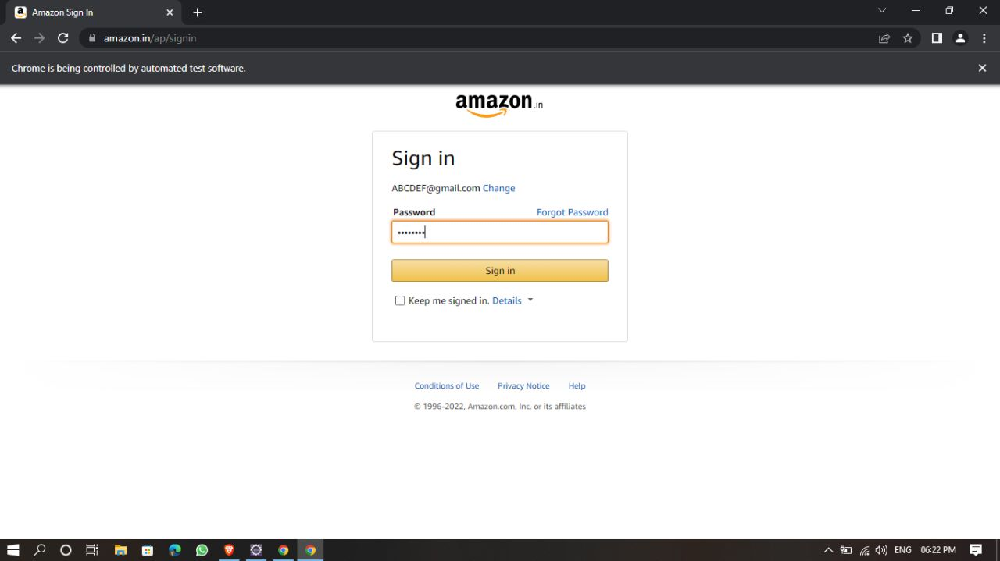 Amazon Sign In
amazon.in/ap/signin
Chrome is being controlled by automated test software.
amazon.in
Sign in
ABCDEF@gmail.com Change
Password Forgot Password
••••••••
Sign in
Keep me signed in. Details
Conditions of Use Privacy Notice Help
© 1996-2022, Amazon.com, Inc. or its affiliates
ENG 06:22 PM